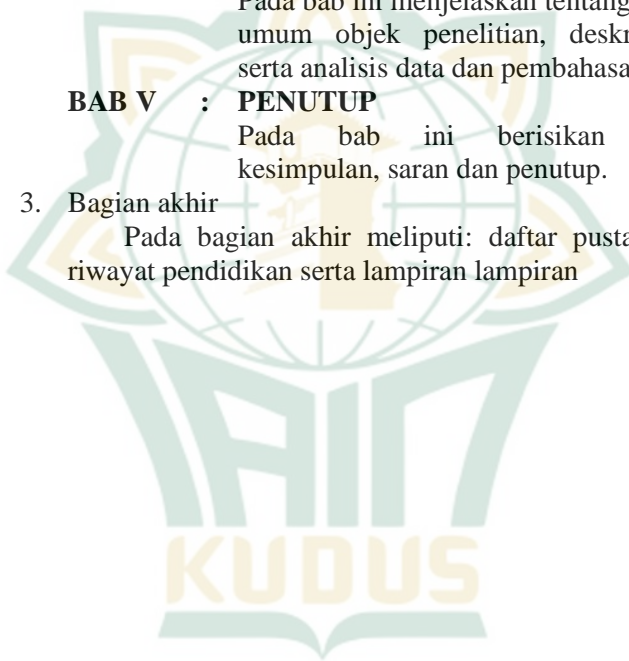 Pada bab ini menjelaskan tentang
umum objek penelitian, deskr
serta analisis data dan pembahasa
BAB V : PENUTUP
Pada bab ini berisikan
kesimpulan, saran dan penutup.
3. Bagian akhir
Pada bagian akhir meliputi: daftar pusta
riwayat pendidikan serta lampiran lampiran
IAIN
KUDUS